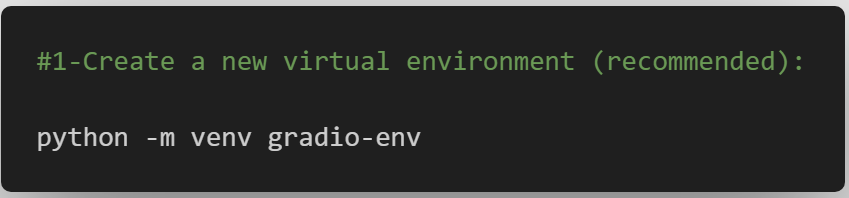 #1-Create a new virtual environment (recommended):
python -m venv gradio-env